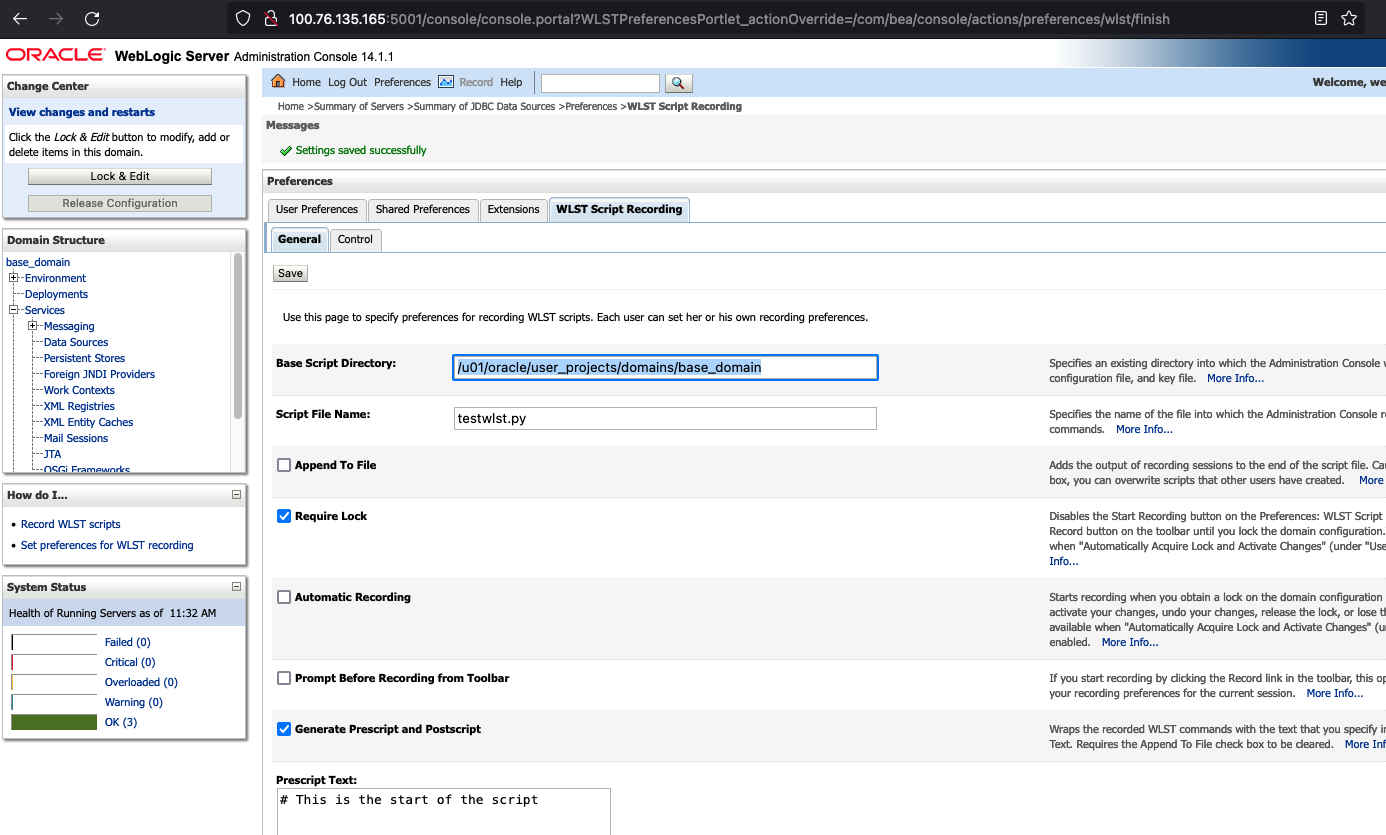 100.76.135.165:5001/console/console.portal?WLSTPreferencesPortlet_actionOverride=/com/bea/console/actions/preferences/wlst/finish
ORACLE WebLogic Server Administration Console 14.1.1
Change Center
View changes and restarts
Click the Lock & Edit button to modify, add or
delete items in this domain.
Lock & Edit
Release Configuration
Domain Structure
base_domain
Environment
Deployments
Services
Messaging
Data Sources
Persistent Stores
Foreign JNDI Providers
Work Contexts
XML Registries
XML Entity Caches
Mail Sessions
JTA
OSGi Frameworks
How do I...
Record WLST scripts
Set preferences for WLST recording
System Status
Health of Running Servers as of 11:32 AM
Failed (0)
Critical (0)
Overloaded (0)
Warning (0)
OK (3)
Home Log Out Preferences Record Help
Welcome, we
Home >Summary of Servers >Summary of JDBC Data Sources >Preferences >WLST Script Recording
Messages
Settings saved successfully
Preferences
User Preferences Shared Preferences Extensions WLST Script Recording
General Control
Save
Use this page to specify preferences for recording WLST scripts. Each user can set her or his own recording preferences.
Base Script Directory: /u01/oracle/user_projects/domains/base_domain
Specifies an existing directory into which the Administration Console w
configuration file, and key file. More Info...
Script File Name: testwlst.py
Specifies the name of the file into which the Administration Console re
commands. More Info...
Append To File
Adds the output of recording sessions to the end of the script file. Ca
box, you can overwrite scripts that other users have created. More
Require Lock
Disables the Start Recording button on the Preferences: WLST Script
Record button on the toolbar until you lock the domain configuration.
when "Automatically Acquire Lock and Activate Changes" (under "Use
Info...
Automatic Recording
Starts recording when you obtain a lock on the domain configuration
activate your changes, undo your changes, release the lock, or lose th
available when "Automatically Acquire Lock and Activate Changes" (u
enabled. More Info...
Prompt Before Recording from Toolbar
If you start recording by clicking the Record link in the toolbar, this op
your recording preferences for the current session. More Info...
Generate Prescript and Postscript
Wraps the recorded WLST commands with the text that you specify in
Text. Requires the Append To File check box to be cleared. More Inf
Prescript Text:
# This is the start of the script